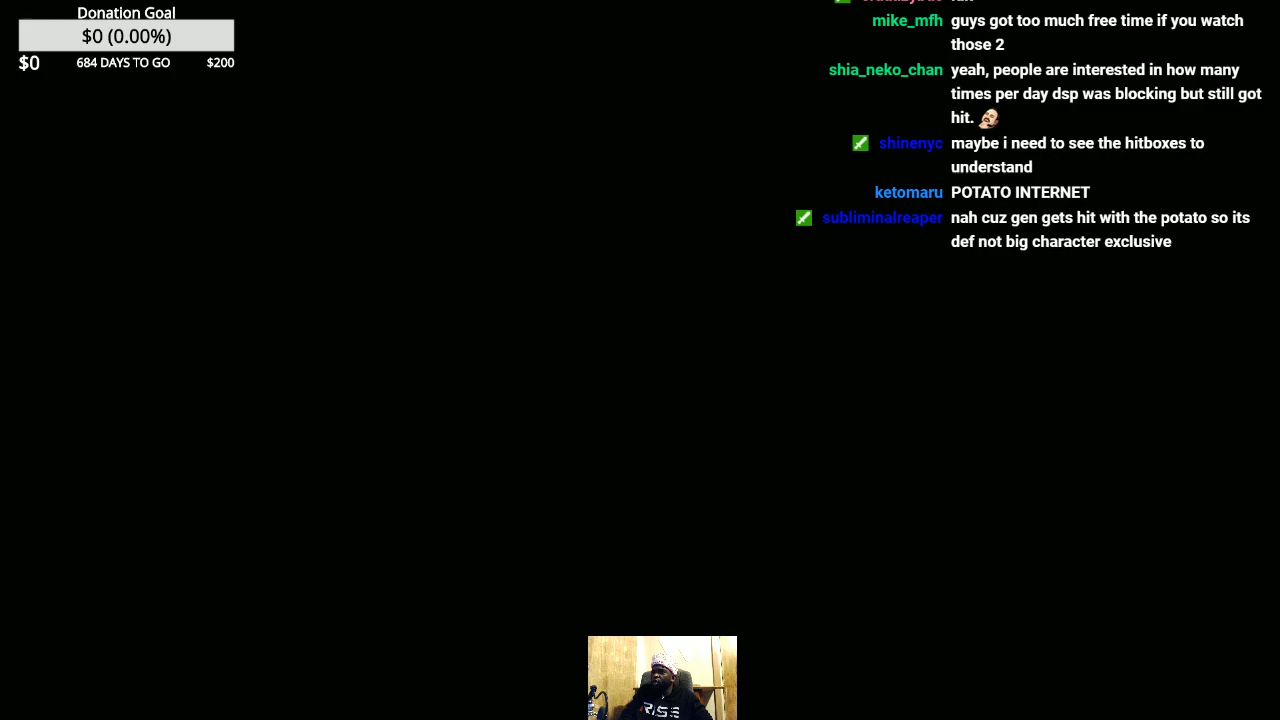 Donation Goal
$0 (0.00%)
$0 684 DAYS TO GO $200
mike_mfh guys got too much free time if you watch
those 2
shia_neko_chan yeah, people are interested in how many
times per day dsp was blocking but still got
hit.
shinenyc maybe i need to see the hitboxes to
understand
ketomaru POTATO INTERNET
subliminalreaper nah cuz gen gets hit with the potato so its
def not big character exclusive
RISE